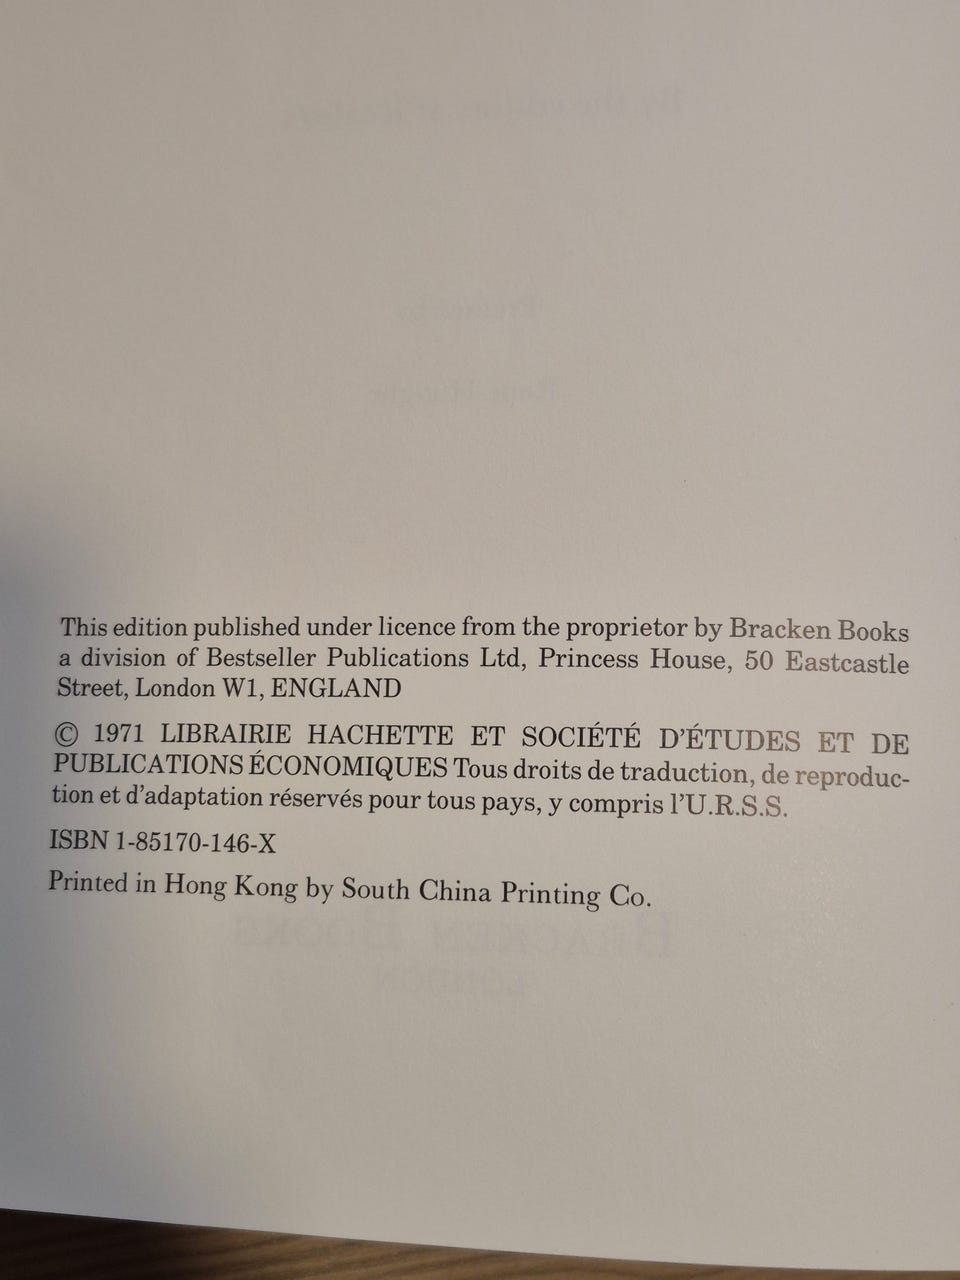 This edition published under licence from the proprietor by Bracken Books
a division of Bestseller Publications Ltd, Princess House, 50 Eastcastle
Street, London W1, ENGLAND
© 1971 LIBRAIRIE HACHETTE ET SOCIÉTÉ D'ÉTUDES ET DE
PUBLICATIONS ÉCONOMIQUES Tous droits de traduction, de reproduc-
tion et d'adaptation réservés pour tous pays, y compris l'U.R.S.S.
ISBN 1-85170-146-X
Printed in Hong Kong by South China Printing Co.
BRACKEN BOOKS
LONDON